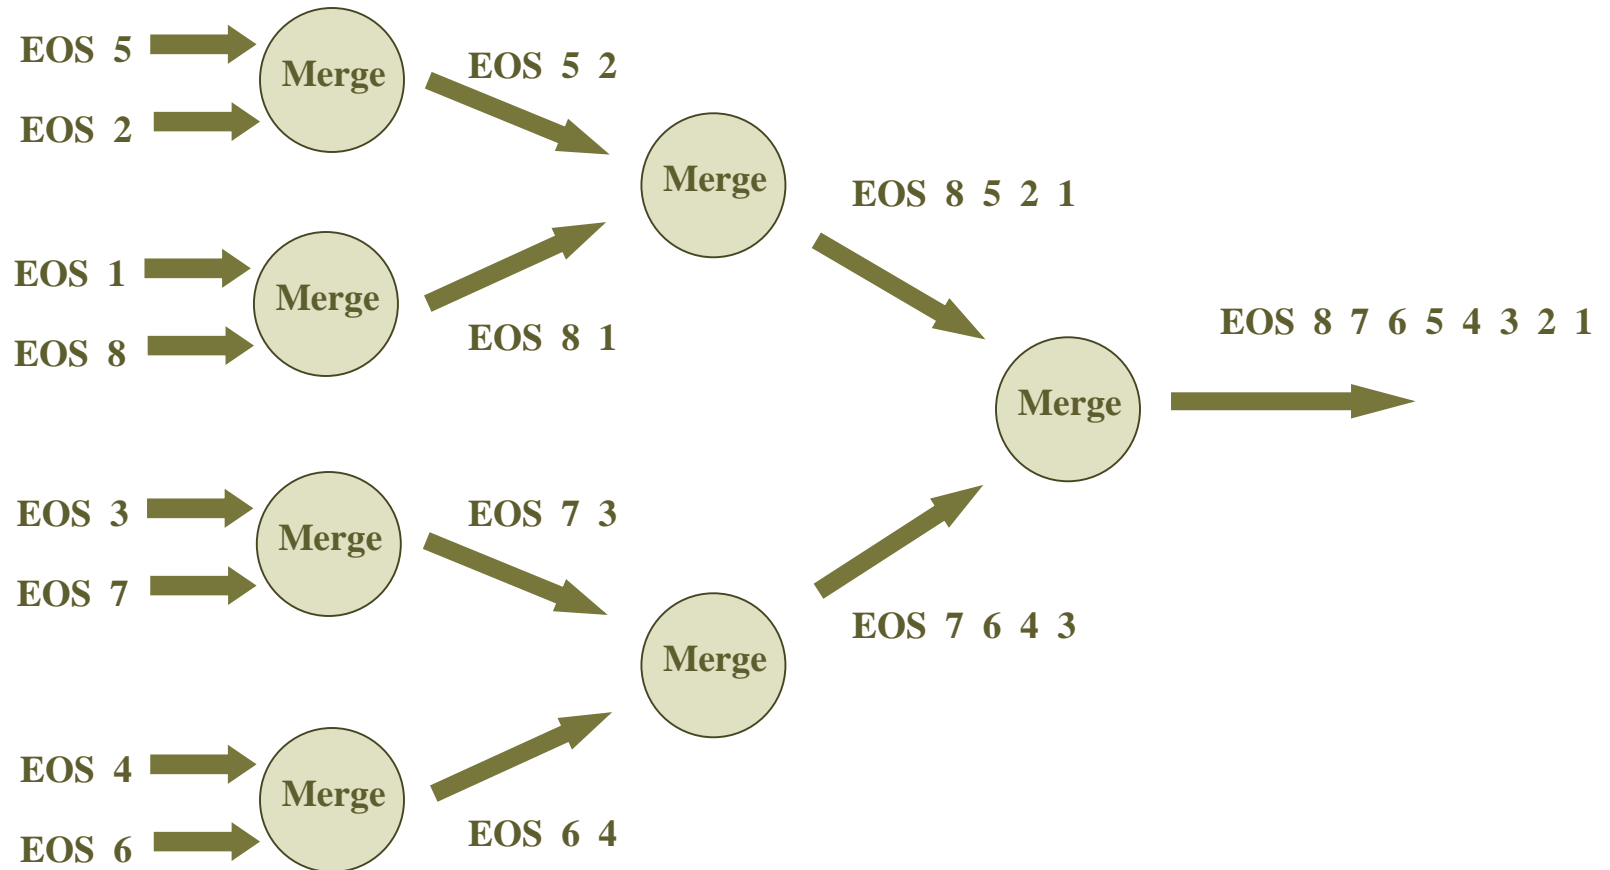 EOS 5
EOS 2
Merge
EOS 5 2
EOS 1
EOS 8
Merge
EOS 8 1
Merge
EOS 8 5 2 1
EOS 3
EOS 7
Merge
EOS 7 3
EOS 4
EOS 6
Merge
EOS 6 4
Merge
EOS 7 6 4 3
Merge
EOS 8 7 6 5 4 3 2 1